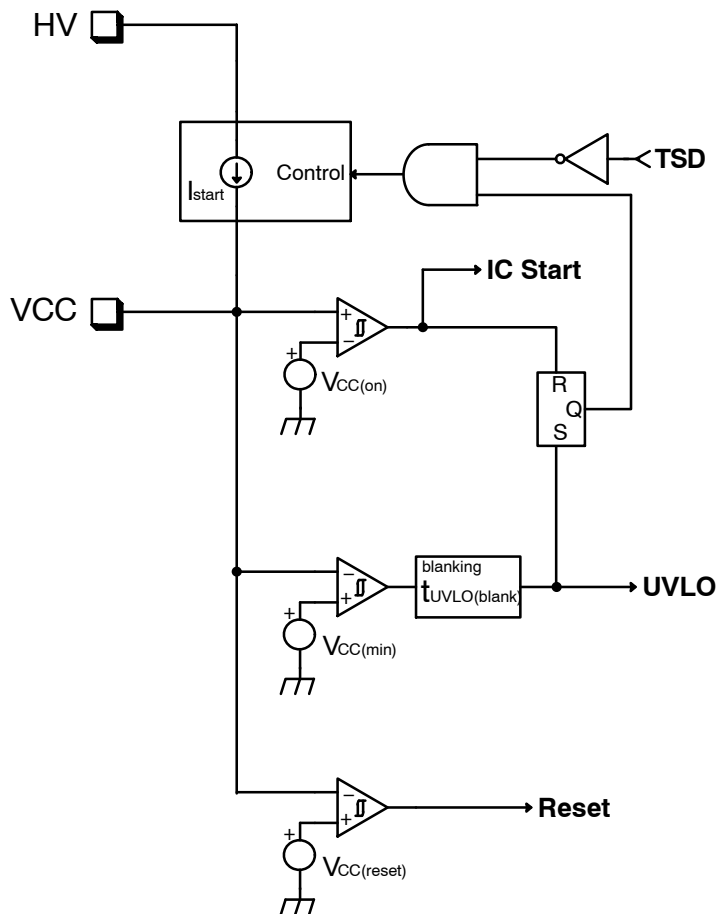 HV
TSD
Control
Istart
IC Start
VCC
+
−
+
VCC(on)
R
Q
S
blanking
tUVLO(blank)
−
+
+
UVLO
VCC(min)
−
+
+
Reset
VCC(reset)